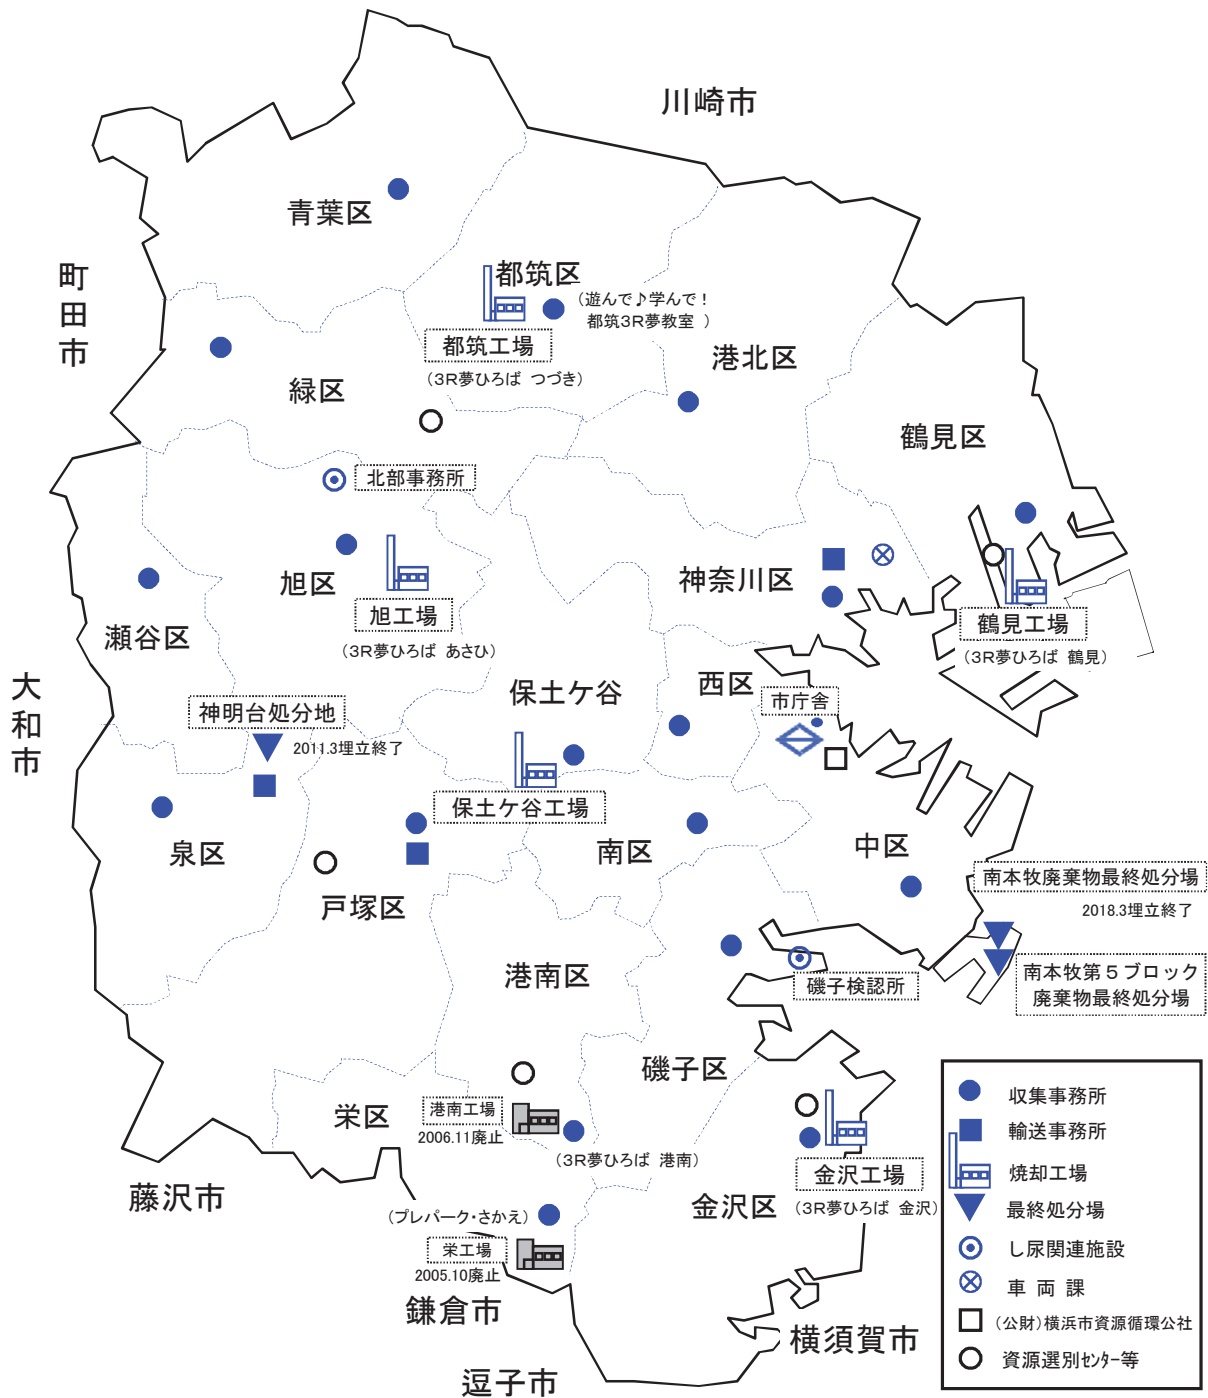 川崎市
青葉区
町田市
都筑区
(遊んで♪学んで！
都筑3R夢教室 )
都筑工場
(3R夢ひろば つづき)
港北区
緑区
鶴見区
北部事務所
旭区
神奈川区
旭工場
(3R夢ひろば あさひ)
鶴見工場
(3R夢ひろば 鶴見)
瀬谷区
大和市
保土ケ谷
西区
市庁舎
神明台処分地
2011.3埋立終了
保土ケ谷工場
泉区
南区
中区
戸塚区
南本牧廃棄物最終処分場
2018.3埋立終了
南本牧第５ブロック
廃棄物最終処分場
港南区
磯子検認所
磯子区
栄区
港南工場
2006.11廃止
(3R夢ひろば 港南)
金沢工場
(3R夢ひろば 金沢)
金沢区
藤沢市
(プレパーク・さかえ)
栄工場
2005.10廃止
鎌倉市
逗子市
横須賀市
収集事務所
輸送事務所
焼却工場
最終処分場
し尿関連施設
車 両 課
(公財)横浜市資源循環公社
資源選別センター等